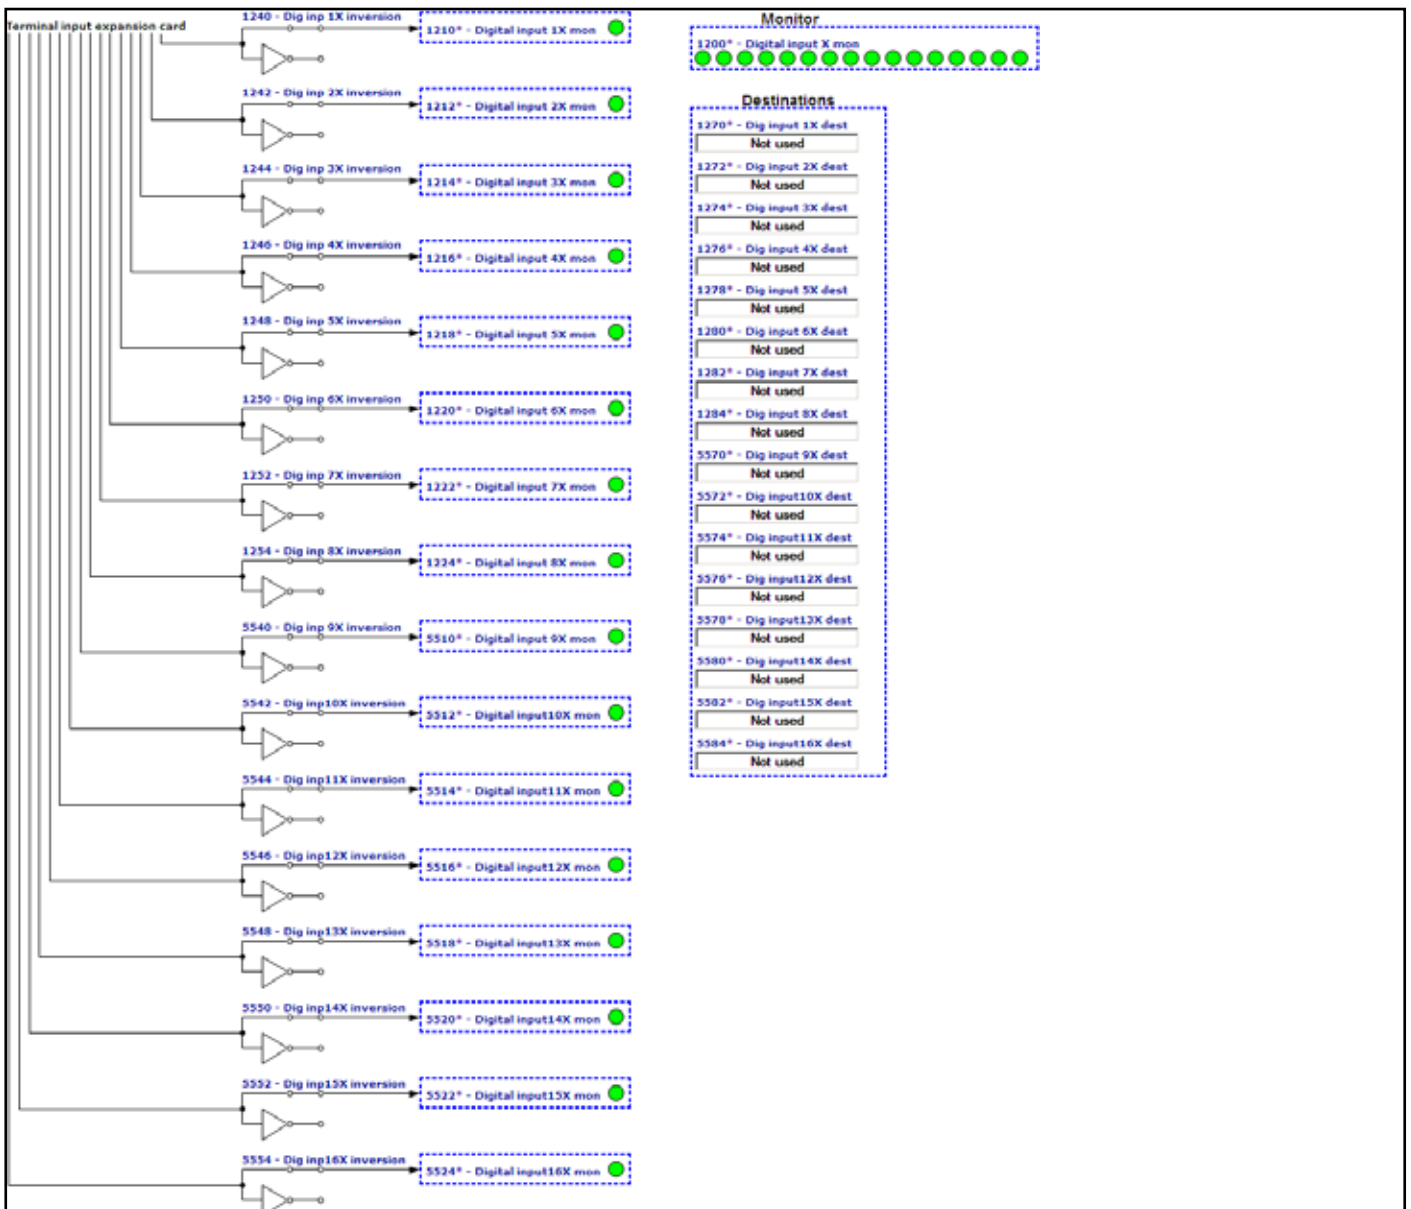 Terminal input expansion card
1240 - Dig inp 1X inversion
1210* - Digital input 1X mon
1242 - Dig inp 2X inversion
1212* - Digital input 2X mon
1244 - Dig inp 3X inversion
1214* - Digital input 3X mon
1246 - Dig inp 4X inversion
1216* - Digital input 4X mon
1248 - Dig inp 5X inversion
1218* - Digital input 5X mon
1250 - Dig inp 6X inversion
1220* - Digital input 6X mon
1252 - Dig inp 7X inversion
1222* - Digital input 7X mon
1254 - Dig inp 8X inversion
1224* - Digital input 8X mon
5540 - Dig inp 9X inversion
5510* - Digital input 9X mon
5542 - Dig inp10X inversion
5512* - Digital input10X mon
5544 - Dig inp11X inversion
5514* - Digital input11X mon
5546 - Dig inp12X inversion
5516* - Digital input12X mon
5548 - Dig inp13X inversion
5518* - Digital input13X mon
5550 - Dig inp14X inversion
5520* - Digital input14X mon
5552 - Dig inp15X inversion
5522* - Digital input15X mon
5554 - Dig inp16X inversion
5524* - Digital input16X mon
Monitor
1200* - Digital input X mon
Destinations
1270* - Dig input 1X dest
Not used
1272* - Dig input 2X dest
Not used
1274* - Dig input 3X dest
Not used
1276* - Dig input 4X dest
Not used
1278* - Dig input 5X dest
Not used
1280* - Dig input 6X dest
Not used
1282* - Dig input 7X dest
Not used
1284* - Dig input 8X dest
Not used
5570* - Dig input 9X dest
Not used
5572* - Dig input10X dest
Not used
5574* - Dig input11X dest
Not used
5576* - Dig input12X dest
Not used
5578* - Dig input13X dest
Not used
5580* - Dig input14X dest
Not used
5582* - Dig input15X dest
Not used
5584* - Dig input16X dest
Not used